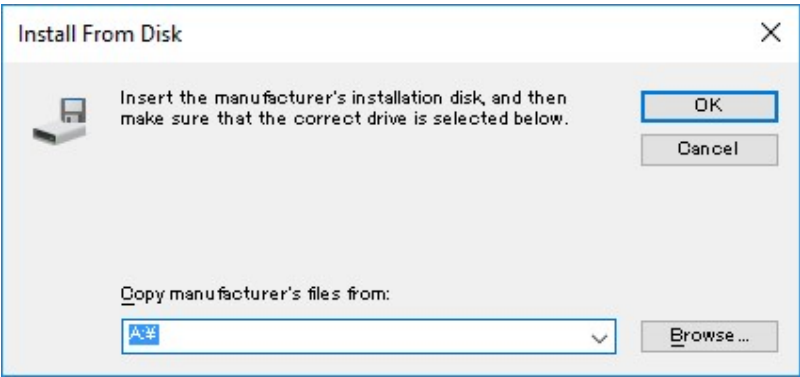 Install From Disk
Insert the manufacturer's installation disk, and then
make sure that the correct drive is selected below.
OK
Cancel
Copy manufacturer's files from:
A:¥
Browse...